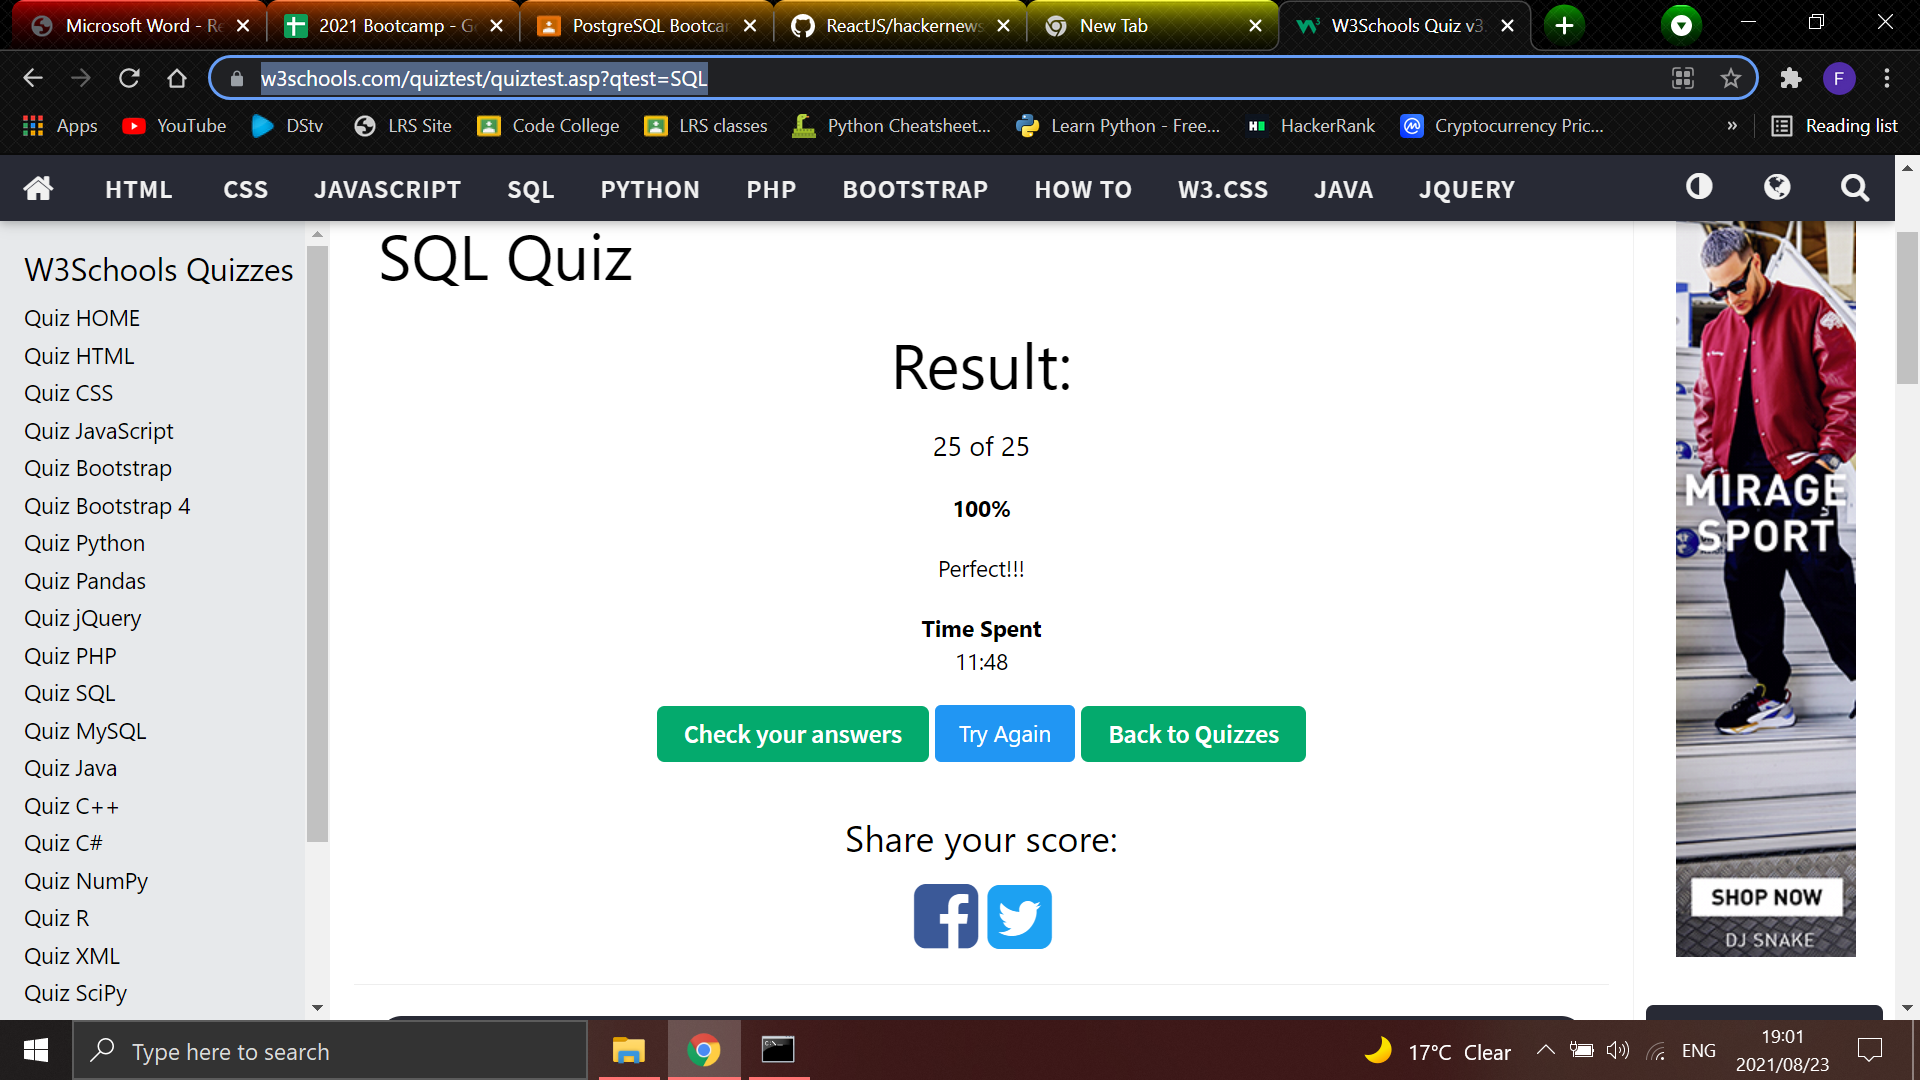 Microsoft Word - Re
2021 Bootcamp - Go
PostgreSQL Bootcam
ReactJS/hackernews
New Tab
W3Schools Quiz v3.
w3schools.com/quiztest/quiztest.asp?qtest=SQL
F
Apps
YouTube
DStv
LRS Site
Code College
LRS classes
Python Cheatsheet...
Learn Python - Free...
HackerRank
Cryptocurrency Pric...
»
Reading list
HTML
CSS
JAVASCRIPT
SQL
PYTHON
PHP
BOOTSTRAP
HOW TO
W3.CSS
JAVA
JQUERY
W3Schools Quizzes
Quiz HOME
Quiz HTML
Quiz CSS
Quiz JavaScript
Quiz Bootstrap
Quiz Bootstrap 4
Quiz Python
Quiz Pandas
Quiz jQuery
Quiz PHP
Quiz SQL
Quiz MySQL
Quiz Java
Quiz C++
Quiz C#
Quiz NumPy
Quiz R
Quiz XML
Quiz SciPy
SQL Quiz
Result:
25 of 25
100%
Perfect!!!
Time Spent
11:48
Check your answers
Try Again
Back to Quizzes
Share your score:
MIRAGE
SPORT
SHOP NOW
DJ SNAKE
Type here to search
17°C Clear
ENG
19:01
2021/08/23